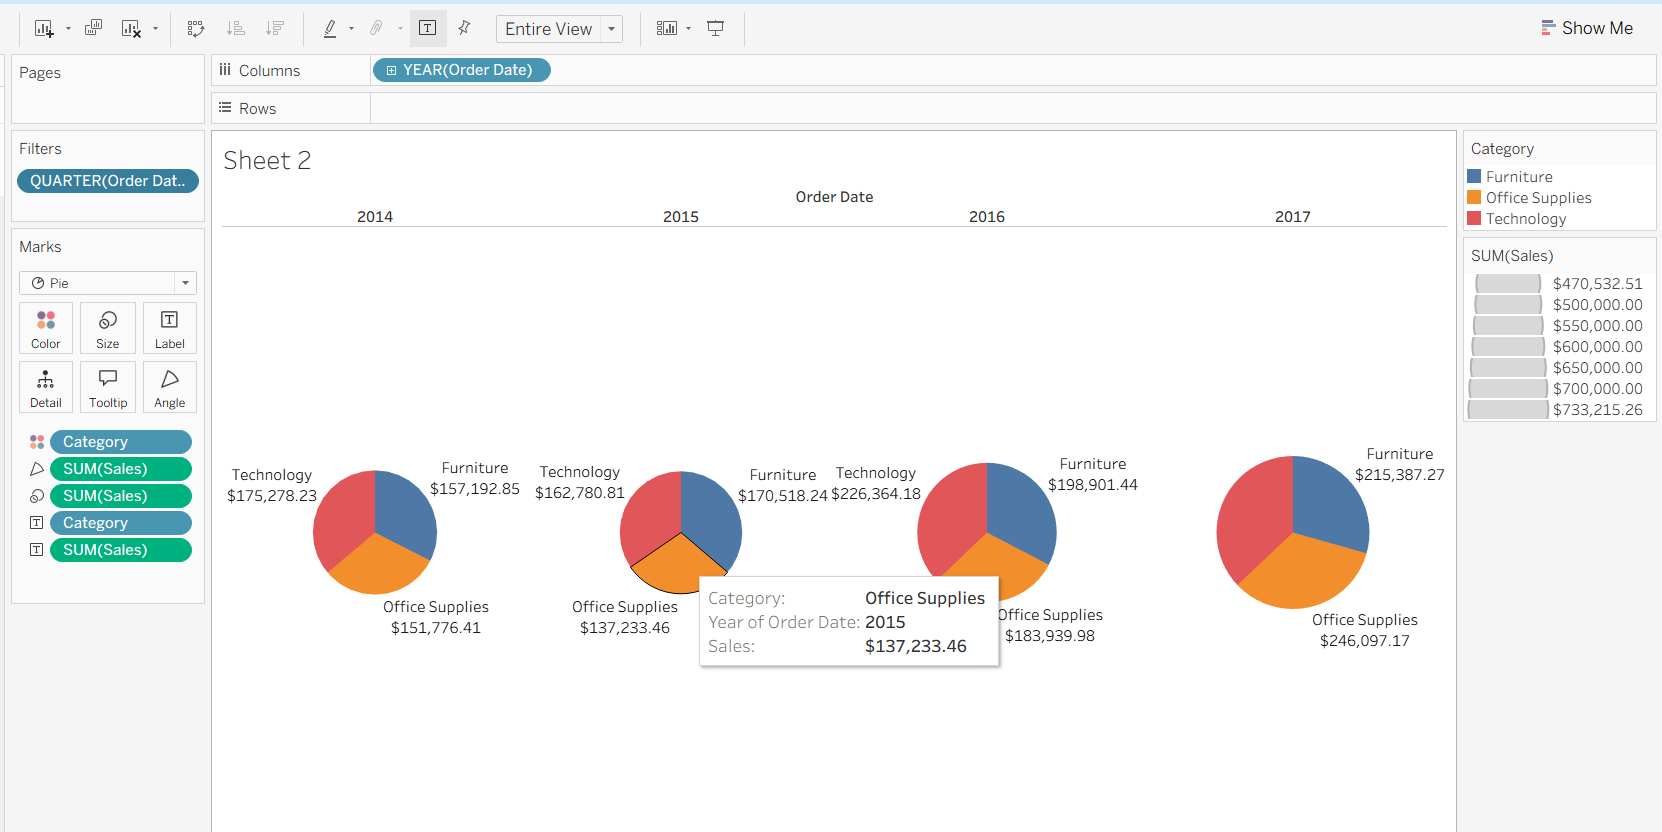 Entire View
Show Me
Pages
Columns
YEAR(Order Date)
Rows
Filters
QUARTER(Order Dat..
Marks
Pie
Color
Size
Label
Detail
Tooltip
Angle
Category
SUM(Sales)
SUM(Sales)
Category
SUM(Sales)
Sheet 2
Order Date
2014
2015
2016
2017
Technology
$175,278.23
Furniture
$157,192.85
Office Supplies
$151,776.41
Technology
$162,780.81
Furniture
$170,518.24
Office Supplies
$137,233.46
Technology
$226,364.18
Furniture
$198,901.44
Office Supplies
$183,939.98
Furniture
$215,387.27
Office Supplies
$246,097.17
Category: Office Supplies
Year of Order Date: 2015
Sales: $137,233.46
Category
Furniture
Office Supplies
Technology
SUM(Sales)
$470,532.51
$500,000.00
$550,000.00
$600,000.00
$650,000.00
$700,000.00
$733,215.26